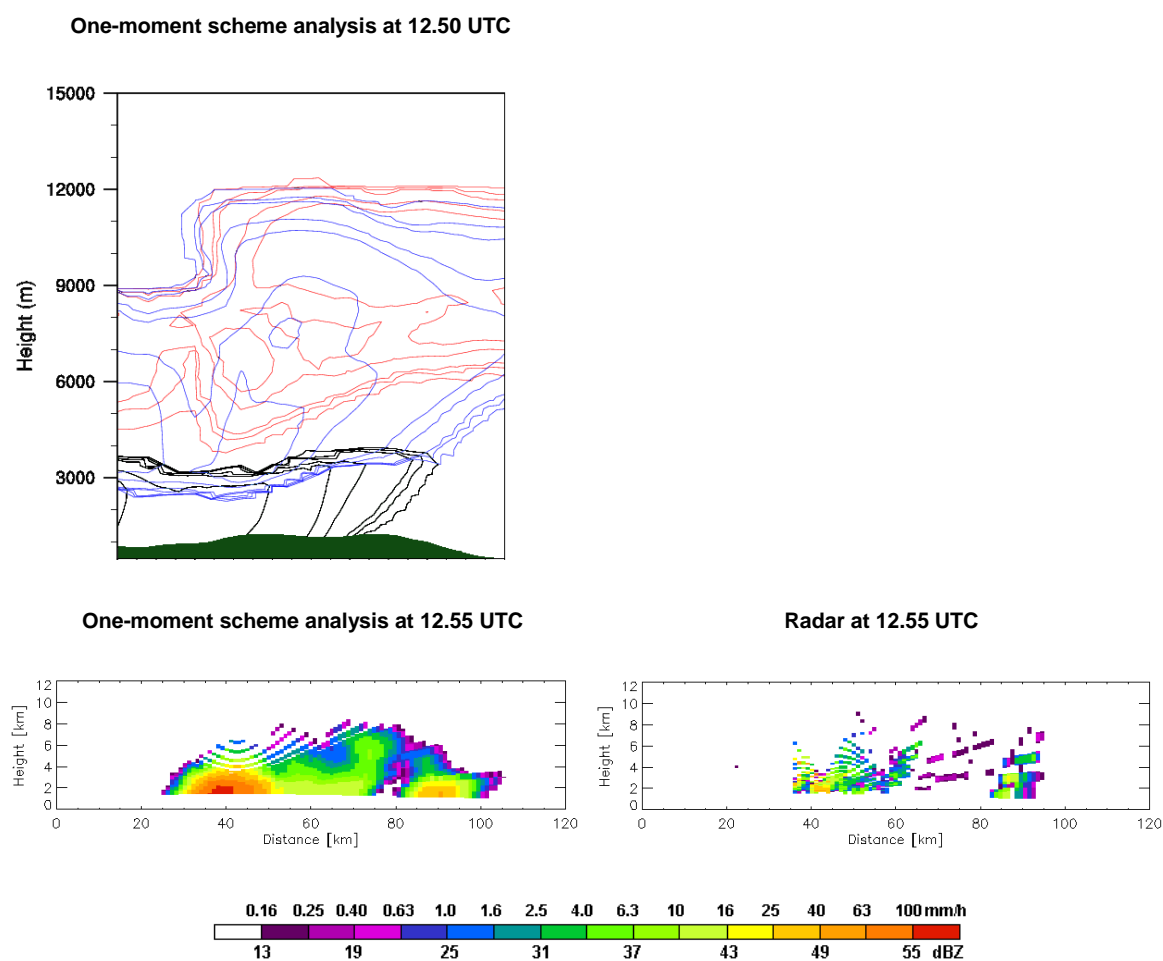 One-moment scheme analysis at 12.50 UTC
15000
12000
9000
6000
3000
Height (m)
One-moment scheme analysis at 12.55 UTC
Radar at 12.55 UTC
12
10
8
6
4
2
0
Height [km]
0 20 40 60 80 100 120
Distance [km]
12
10
8
6
4
2
0
Height [km]
0 20 40 60 80 100 120
Distance [km]
0.16 0.25 0.40 0.63 1.0 1.6 2.5 4.0 6.3 10 16 25 40 63 100 mm/h
13 19 25 31 37 43 49 55 dBZ